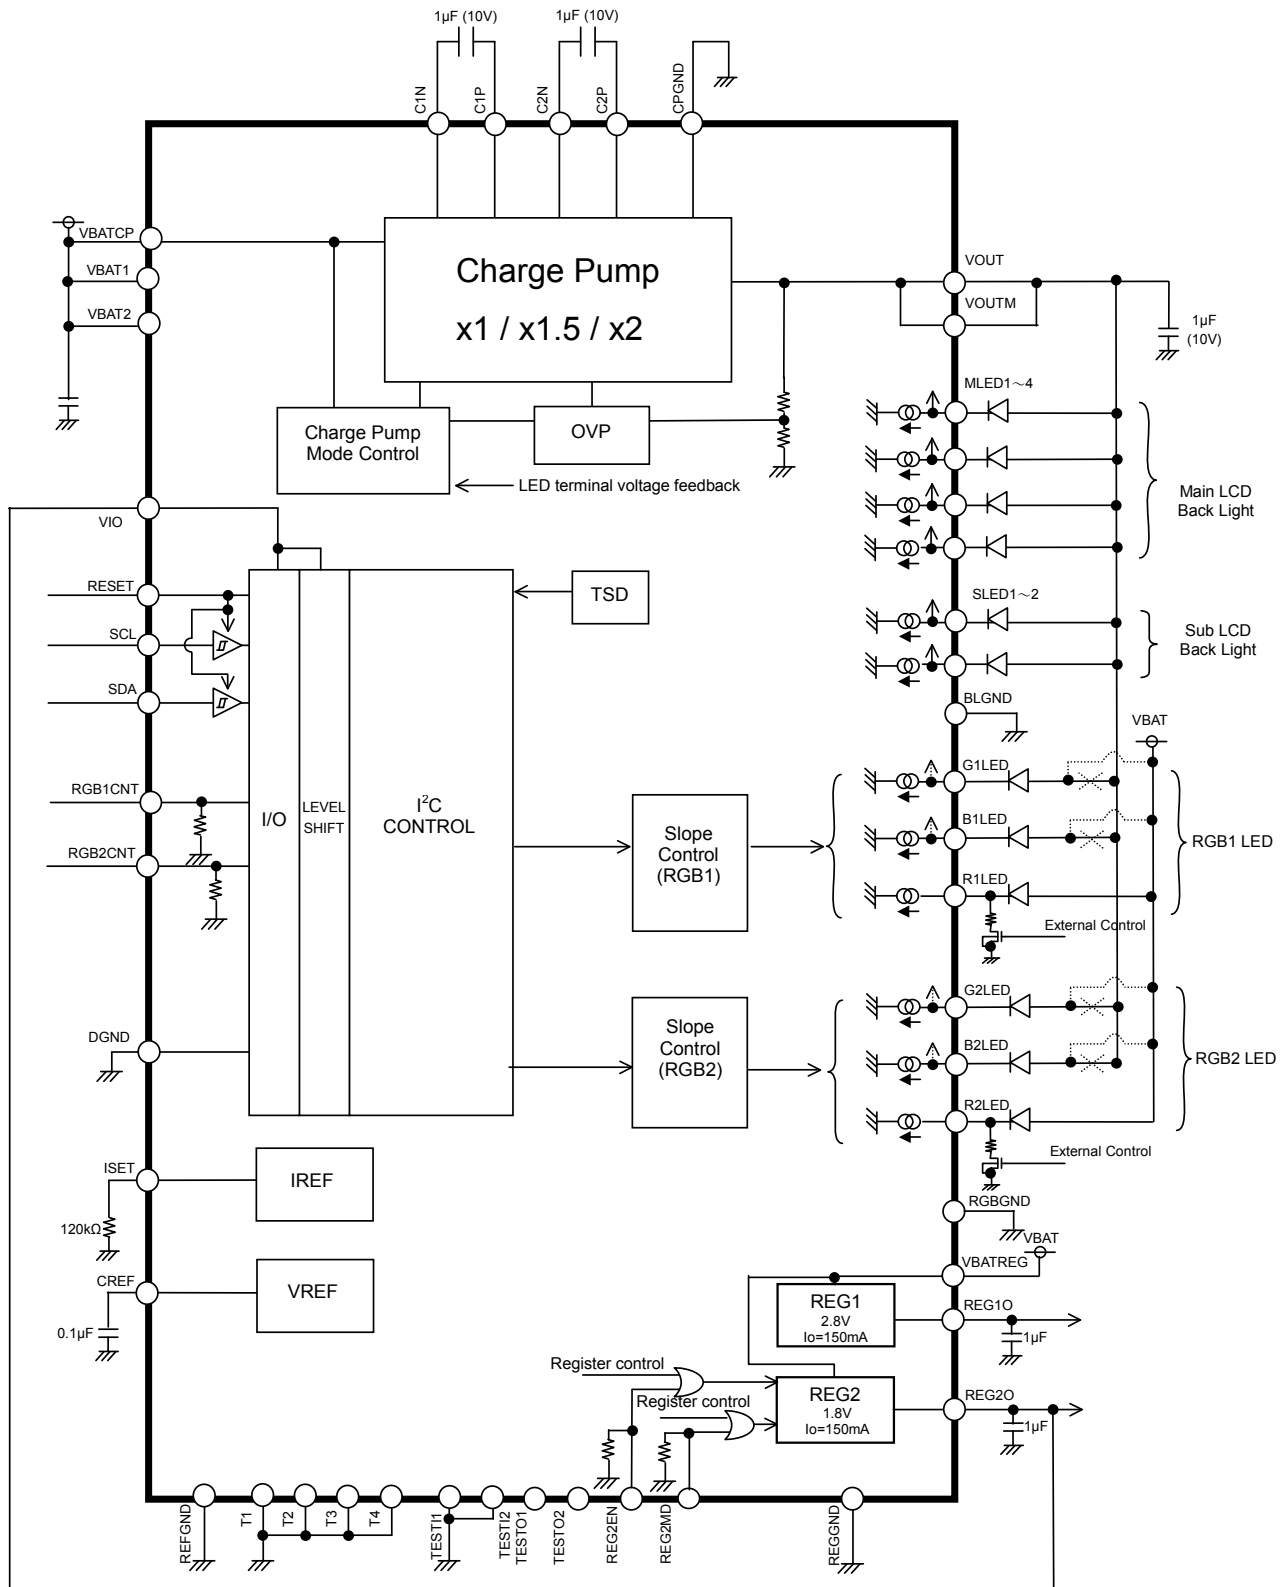 1μF (10V)
1μF (10V)
C1N
C1P
C2N
C2P
CPGND
VBATCP
VBAT1
VBAT2
Charge Pump
x1 / x1.5 / x2
VOUT
VOUTM
1μF
(10V)
Charge Pump
Mode Control
OVP
LED terminal voltage feedback
MLED1～4
Main LCD
Back Light
VIO
RESET
SCL
SDA
TSD
SLED1～2
Sub LCD
Back Light
BLGND
VBAT
RGB1CNT
RGB2CNT
I/O
LEVEL
SHIFT
I²C
CONTROL
Slope
Control
(RGB1)
G1LED
B1LED
R1LED
RGB1 LED
External Control
Slope
Control
(RGB2)
G2LED
B2LED
R2LED
RGB2 LED
External Control
DGND
ISET
IREF
120kΩ
CREF
VREF
0.1μF
RGBGND
VBAT
VBATREG
REG1
2.8V
Io=150mA
REG1O
1μF
Register control
Register control
REG2
1.8V
Io=150mA
REG2O
1μF
REFGND
T1
T2
T3
T4
TESTI1
TESTI2
TESTO1
TESTO2
REG2EN
REG2MD
REGGND